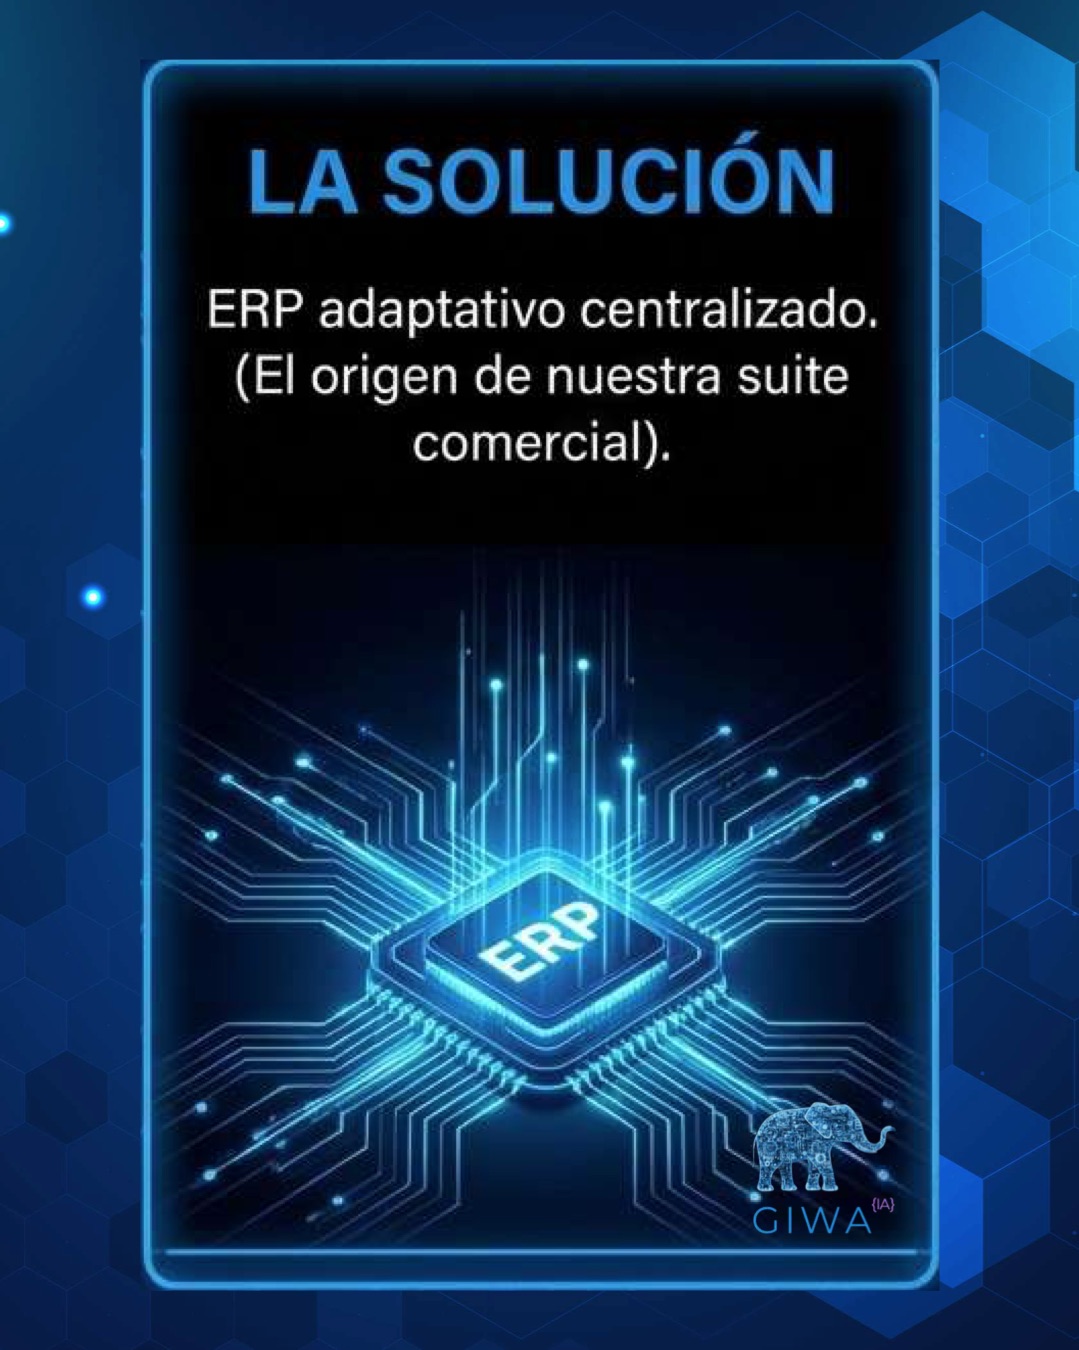 LA SOLUCIÓN
ERP adaptativo centralizado.
(El origen de nuestra suite
comercial).
ERP
GIWA{IA}